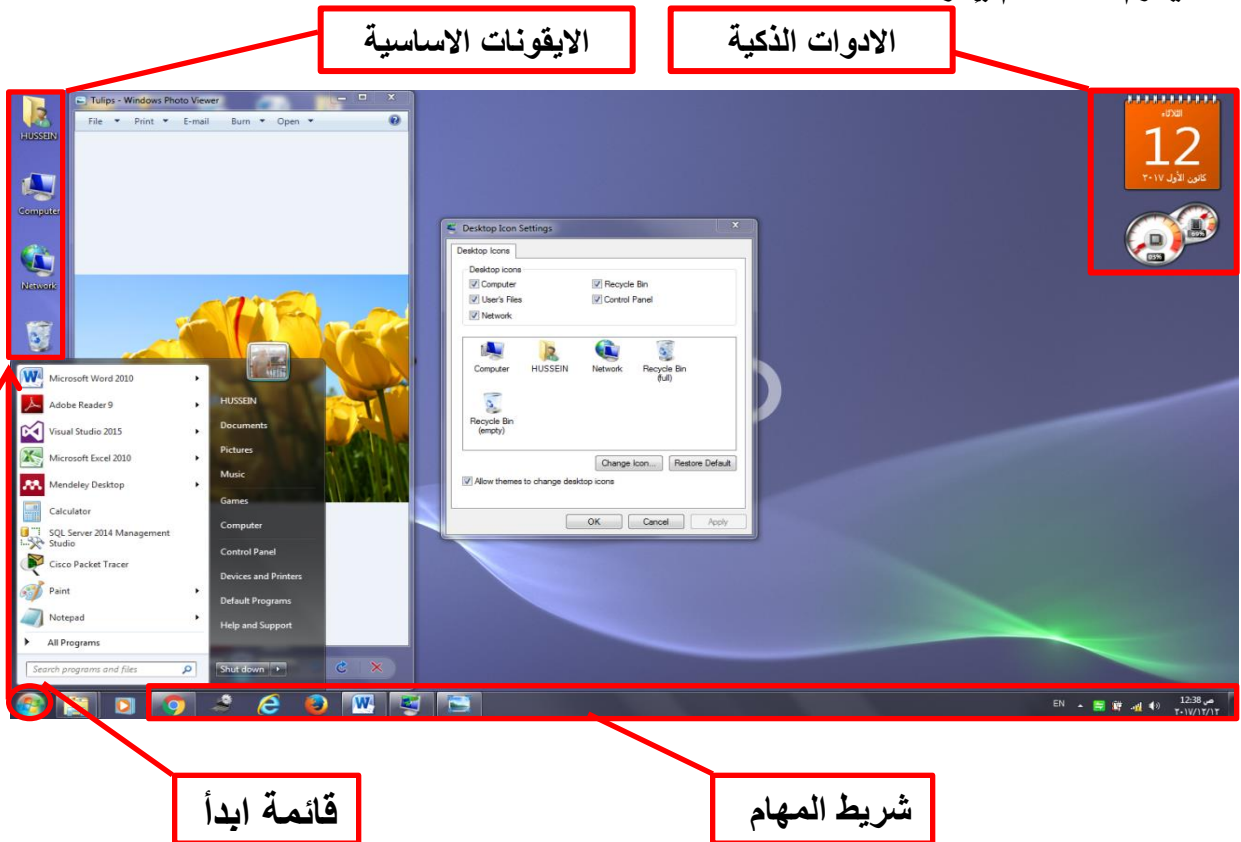 الادوات الذكية
الايقونات الاساسية
HUSSEIN
Computer
Network
Tulips - Windows Photo Viewer
File Print E-mail Burn Open
الثلاثاء
12
كانون الأول ٢٠١٧
99%
03%
Desktop Icon Settings
Desktop Icons
Desktop icons
Computer
Recycle Bin
User's Files
Control Panel
Network
Computer
HUSSEIN
Network
Recycle Bin
(full)
Recycle Bin
(empty)
Change Icon... Restore Default
Allow themes to change desktop icons
OK Cancel Apply
Microsoft Word 2010
Adobe Reader 9
Visual Studio 2015
Microsoft Excel 2010
Mendeley Desktop
Calculator
SQL Server 2014 Management
Studio
Cisco Packet Tracer
Paint
Notepad
All Programs
Search programs and files
HUSSEIN
Documents
Pictures
Music
Games
Computer
Control Panel
Devices and Printers
Default Programs
Help and Support
Shut down
EN
12:38 ص
٢٠١٧/١٢/١٢
قائمة ابدأ
شريط المهام